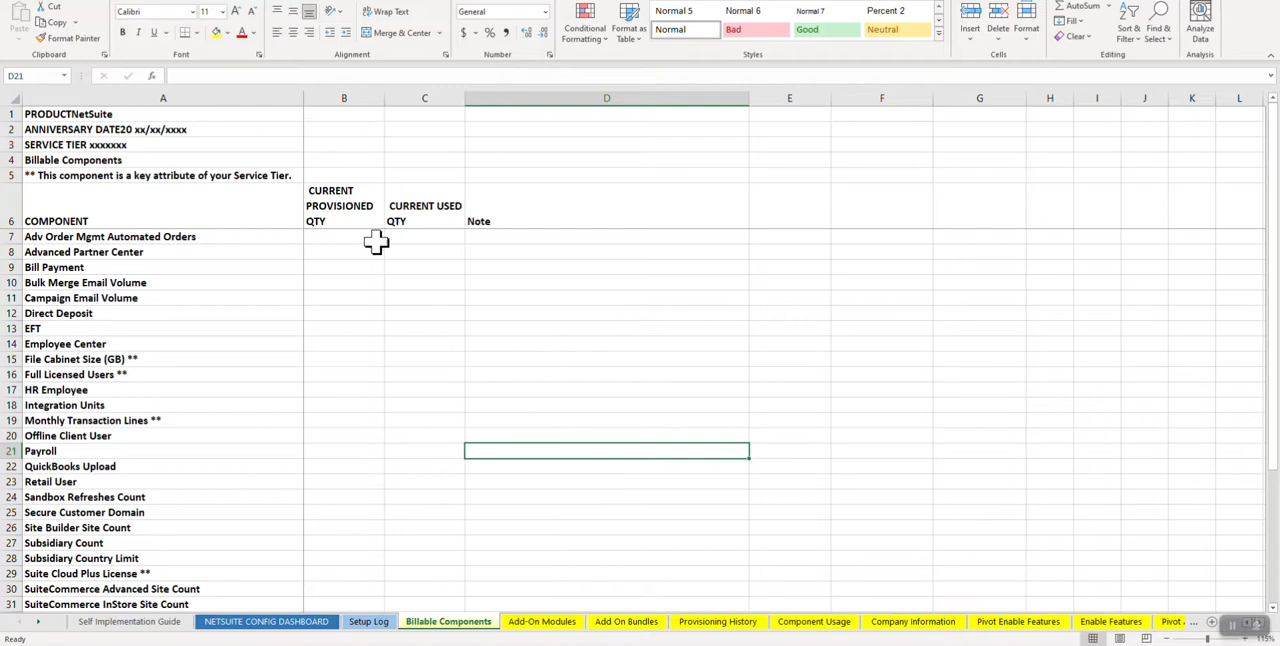 Cut
Calibri 11
Wrap Text
General
Normal 5 Normal 6 Normal 7 Percent 2
AutoSum
Paste
Copy
Format Painter
B I U
Merge & Center
$ % 9
Conditional Formatting
Format as Table
Normal Bad Good Neutral
Insert Delete Format
Fill
Clear
Sort & Filter
Find & Select
Analyze Data
Clipboard Font Alignment Number Styles Cells Editing Analysis
D21 fx
A B C D E F G H I J K L
1 PRODUCTNetSuite
2 ANNIVERSARY DATE20 xx/xx/xxxx
3 SERVICE TIER xxxxxxx
4 Billable Components
5 ** This component is a key attribute of your Service Tier.
CURRENT
PROVISIONED CURRENT USED
6 COMPONENT QTY QTY Note
7 Adv Order Mgmt Automated Orders
8 Advanced Partner Center
9 Bill Payment
10 Bulk Merge Email Volume
11 Campaign Email Volume
12 Direct Deposit
13 EFT
14 Employee Center
15 File Cabinet Size (GB) **
16 Full Licensed Users **
17 HR Employee
18 Integration Units
19 Monthly Transaction Lines **
20 Offline Client User
21 Payroll
22 QuickBooks Upload
23 Retail User
24 Sandbox Refreshes Count
25 Secure Customer Domain
26 Site Builder Site Count
27 Subsidiary Count
28 Subsidiary Country Limit
29 Suite Cloud Plus License **
30 SuiteCommerce Advanced Site Count
31 SuiteCommerce InStore Site Count
Self Implementation Guide NETSUITE CONFIG DASHBOARD Setup Log Billable Components Add-On Modules Add On Bundles Provisioning History Component Usage Company Information Pivot Enable Features Enable Features Pivot ...
Ready 115%